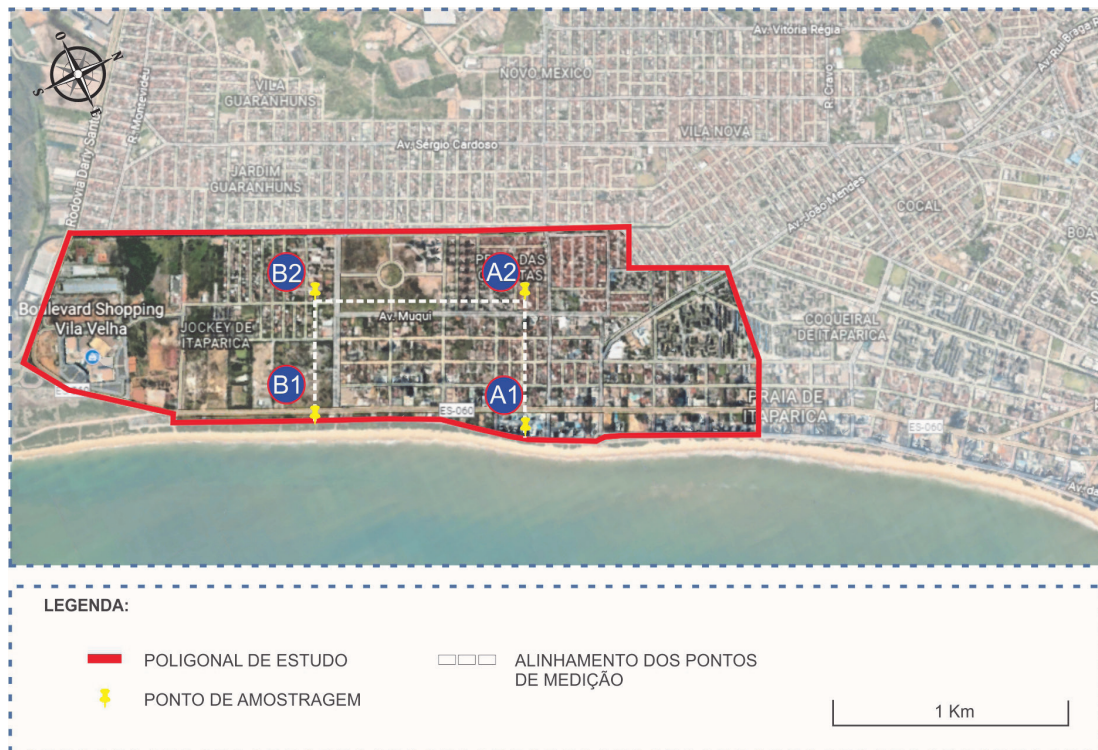 O
N
S
Av. Vitória Régia
Av. Rui Braga
NOVO MÉXICO
VILA
GUARANHUNS
R. Montevidéu
R. Cravo
VILA NOVA
Av. Sérgio Cardoso
Rodovia Darly Santos
JARDIM
GUARANHUNS
Av. João Mendes
COCAL
B2
A2
Boulevard Shopping
Vila Velha
Av. Muqui
JOCKEY DE
ITAPARICA
COQUEIRAL
DE ITAPARICA
B1
A1
PRAIA DE
ITAPARICA
ES-060
ES-060
LEGENDA:
POLIGONAL DE ESTUDO
PONTO DE AMOSTRAGEM
ALINHAMENTO DOS PONTOS
DE MEDIÇÃO
1 Km